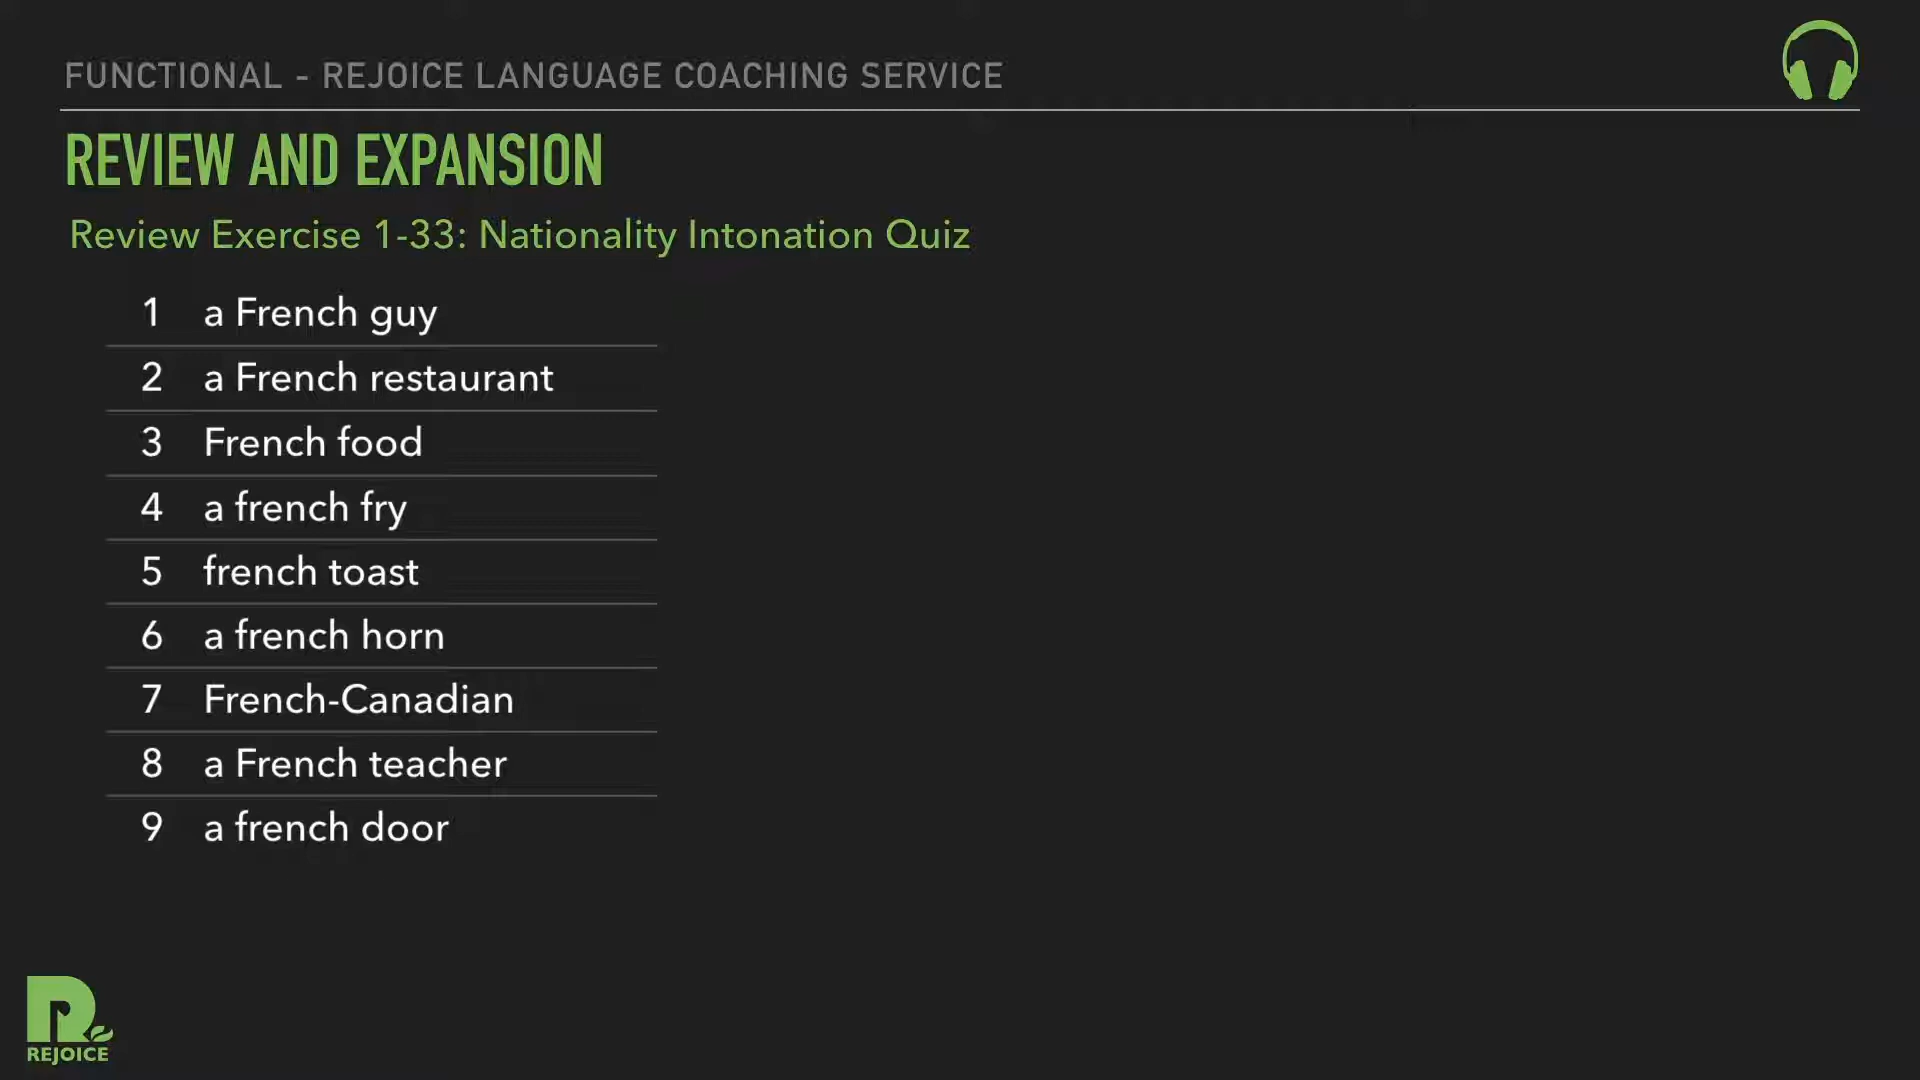 FUNCTIONAL - REJOICE LANGUAGE COACHING SERVICE
REVIEW AND EXPANSION
Review Exercise 1-33: Nationality Intonation Quiz
1 a French guy
2 a French restaurant
3 French food
4 a french fry
5 french toast
6 a french horn
7 French-Canadian
8 a French teacher
9 a french door
REJOICE